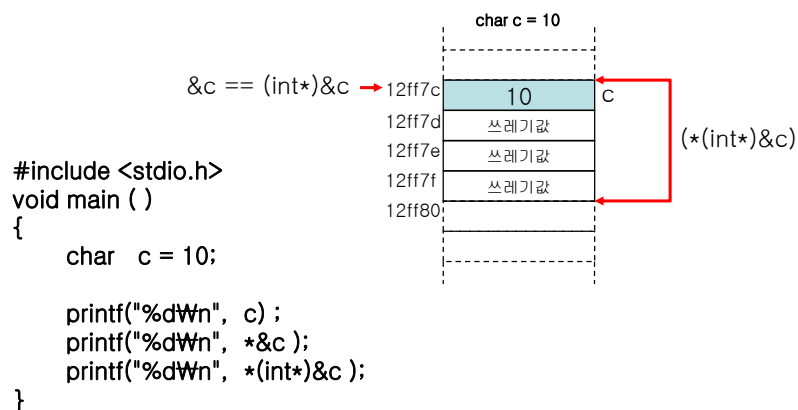 char c = 10
&c == (int*)&c
12ff7c
10
c
12ff7d
쓰레기값
12ff7e
쓰레기값
(*(int*)&c)
12ff7f
쓰레기값
12ff80
#include <stdio.h>
void main ( )
{
char c = 10;
printf("%d₩n", c) ;
printf("%d₩n", *&c );
printf("%d₩n", *(int*)&c );
}